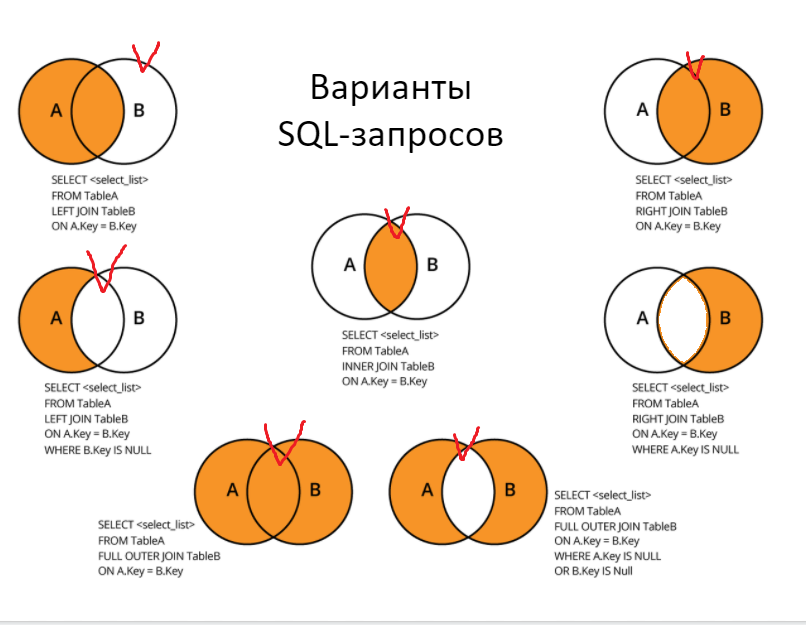 Варианты
SQL-запросов
A B
SELECT <select_list>
FROM TableA
LEFT JOIN TableB
ON A.Key = B.Key
A B
SELECT <select_list>
FROM TableA
RIGHT JOIN TableB
ON A.Key = B.Key
A B
SELECT <select_list>
FROM TableA
INNER JOIN TableB
ON A.Key = B.Key
A B
SELECT <select_list>
FROM TableA
LEFT JOIN TableB
ON A.Key = B.Key
WHERE B.Key IS NULL
A B
SELECT <select_list>
FROM TableA
RIGHT JOIN TableB
ON A.Key = B.Key
WHERE A.Key IS NULL
A B
SELECT <select_list>
FROM TableA
FULL OUTER JOIN TableB
ON A.Key = B.Key
A B
SELECT <select_list>
FROM TableA
FULL OUTER JOIN TableB
ON A.Key = B.Key
WHERE A.Key IS NULL
OR B.Key IS Null